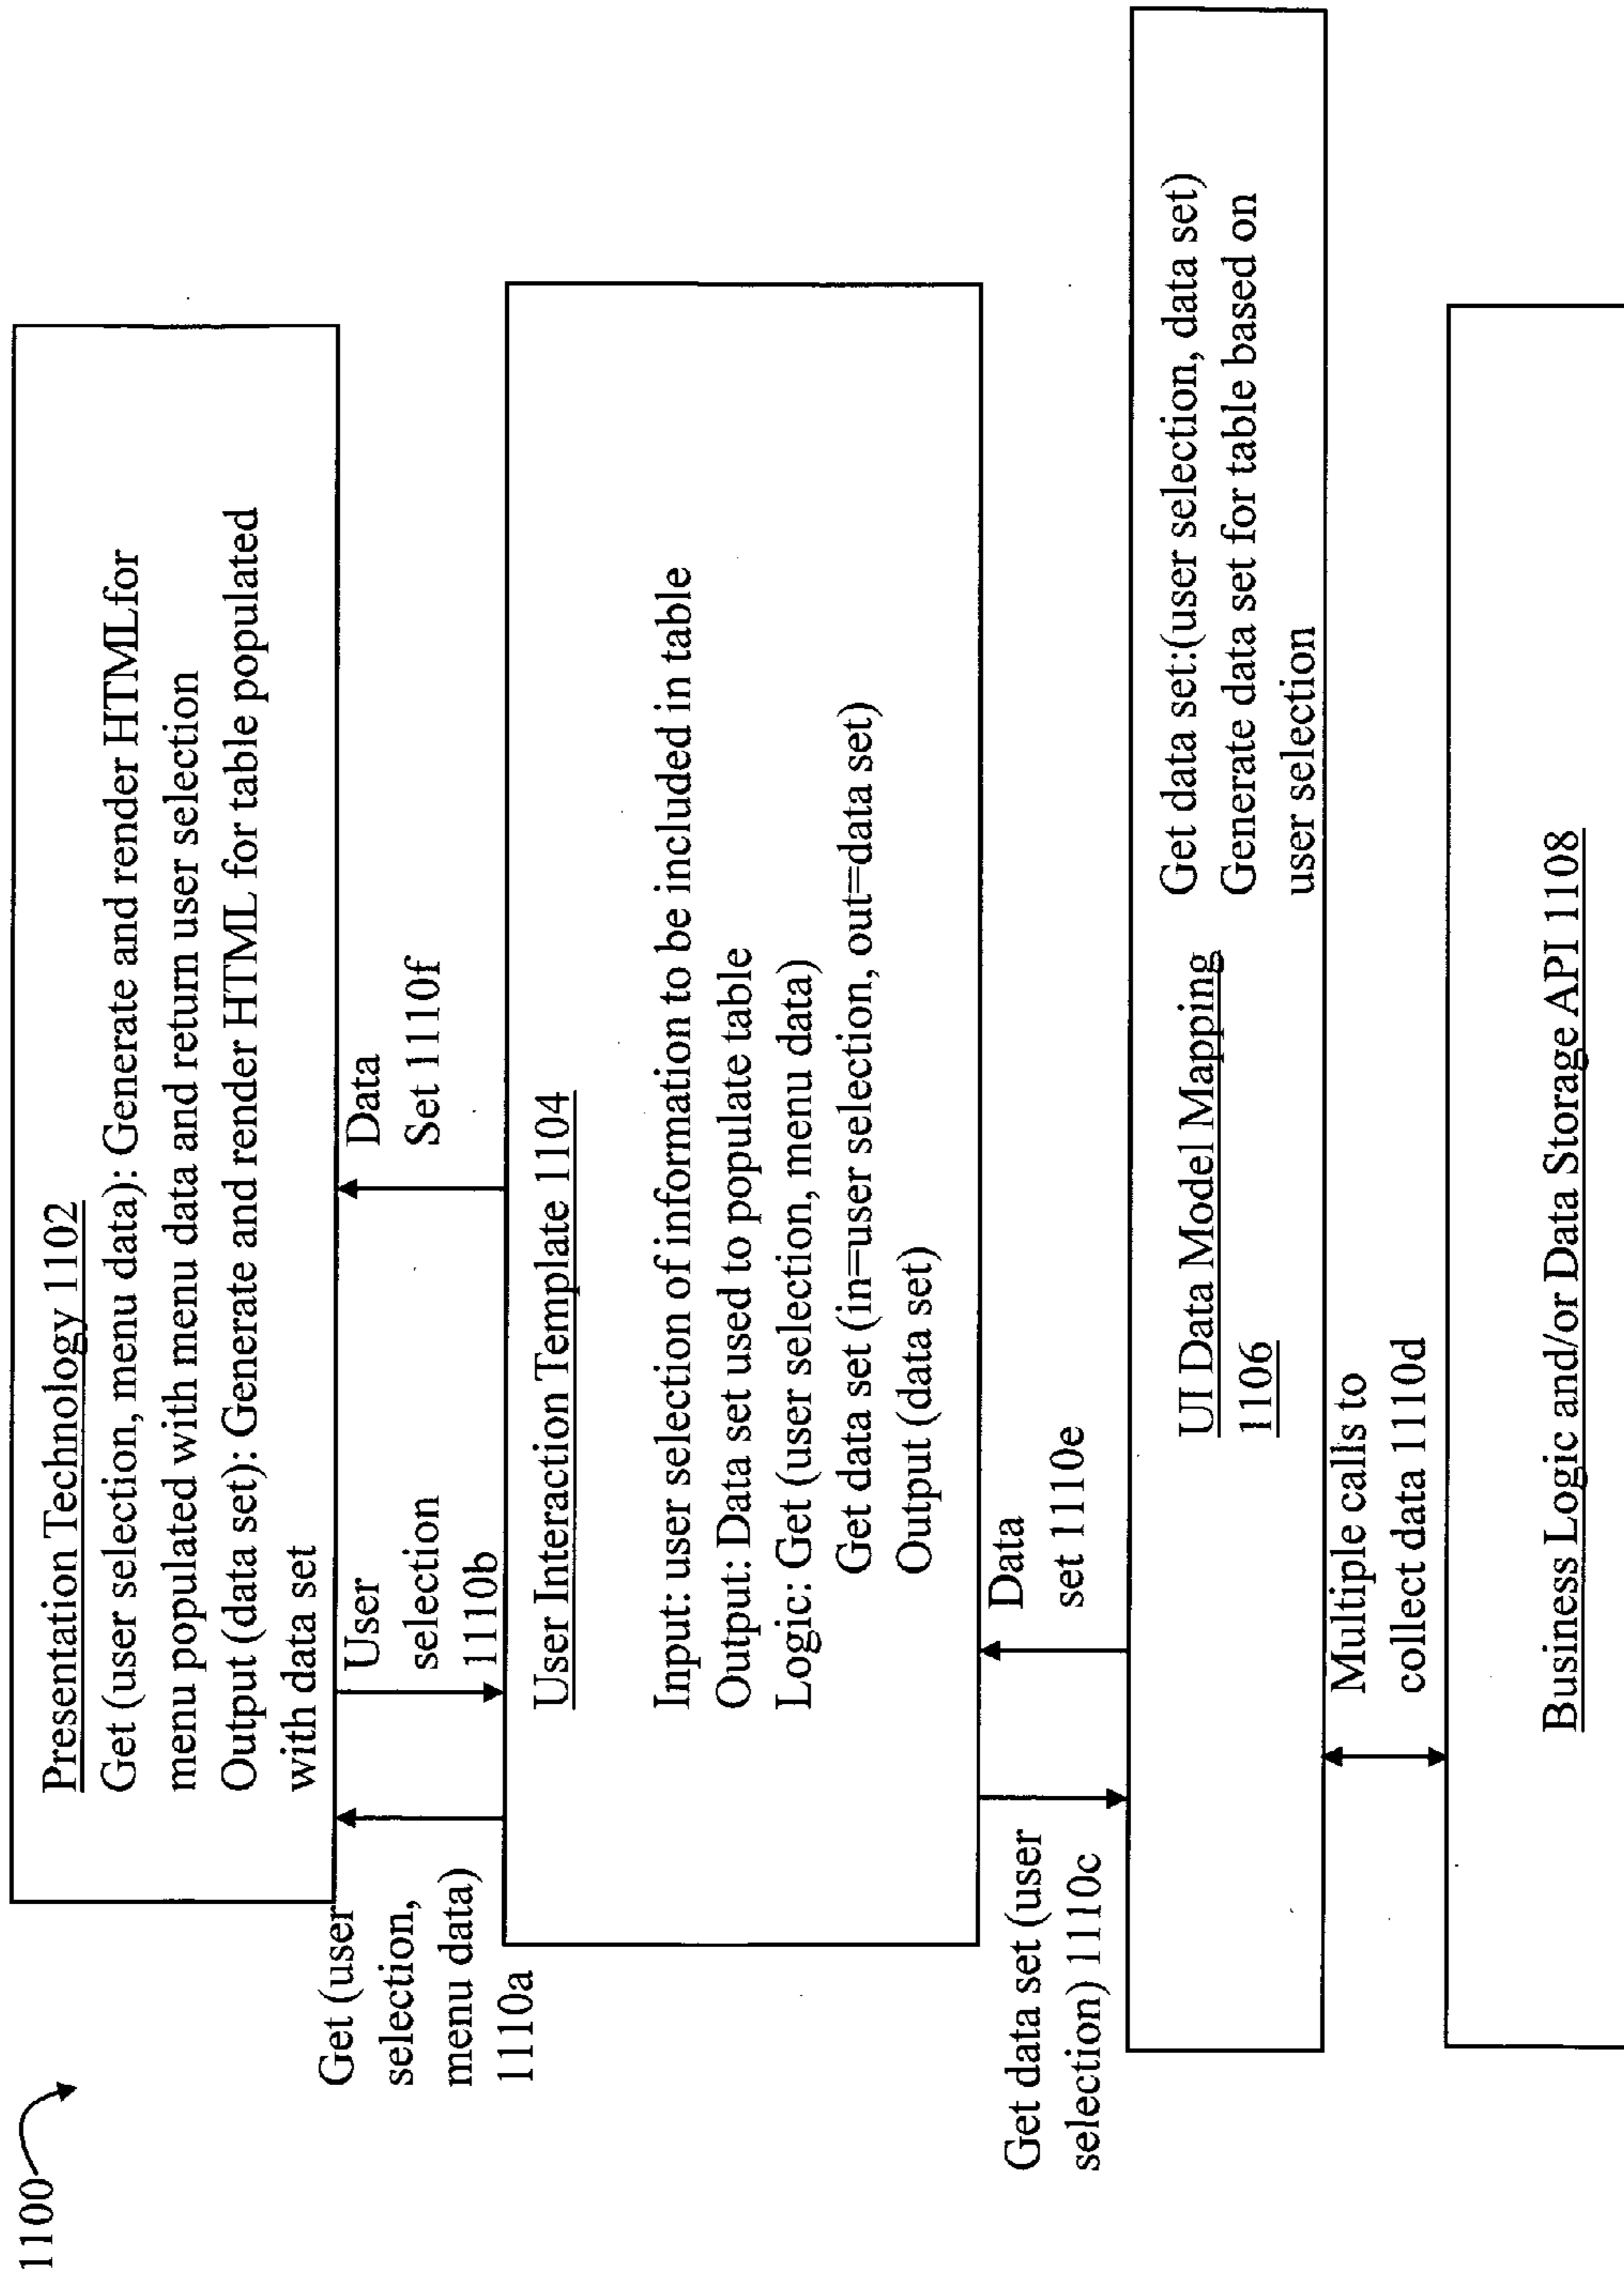 1100
Presentation Technology 1102
Get (user selection, menu data): Generate and render HTMLfor
menu populated with menu data and return user selection
Output (data set): Generate and render HTML for table populated
with data set
Get (user
selection,
menu data)
1110a
User
selection
1110b
Data
Set 1110f
User Interaction Template 1104
Input: user selection of information to be included in table
Output: Data set used to populate table
Logic: Get (user selection, menu data)
Get data set (in=user selection, out=data set)
Output (data set)
Get data set (user
selection) 1110c
Data
set 1110e
UI Data Model Mapping
1106
Get data set:(user selection, data set)
Generate data set for table based on
user selection
Multiple calls to
collect data 1110d
Business Logic and/or Data Storage API 1108